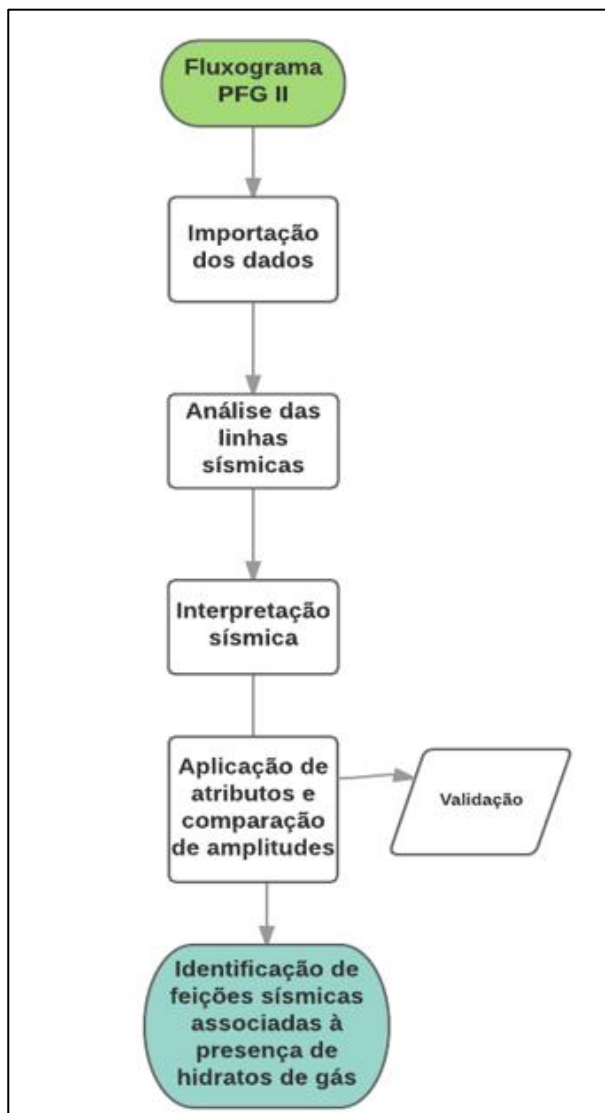 Fluxograma
PFG II
Importação
dos dados
Análise das
linhas
sísmicas
Interpretação
sísmica
Aplicação de
atributos e
comparação
de amplitudes
Validação
Identificação de
feições sísmicas
associadas à
presença de
hidratos de gás